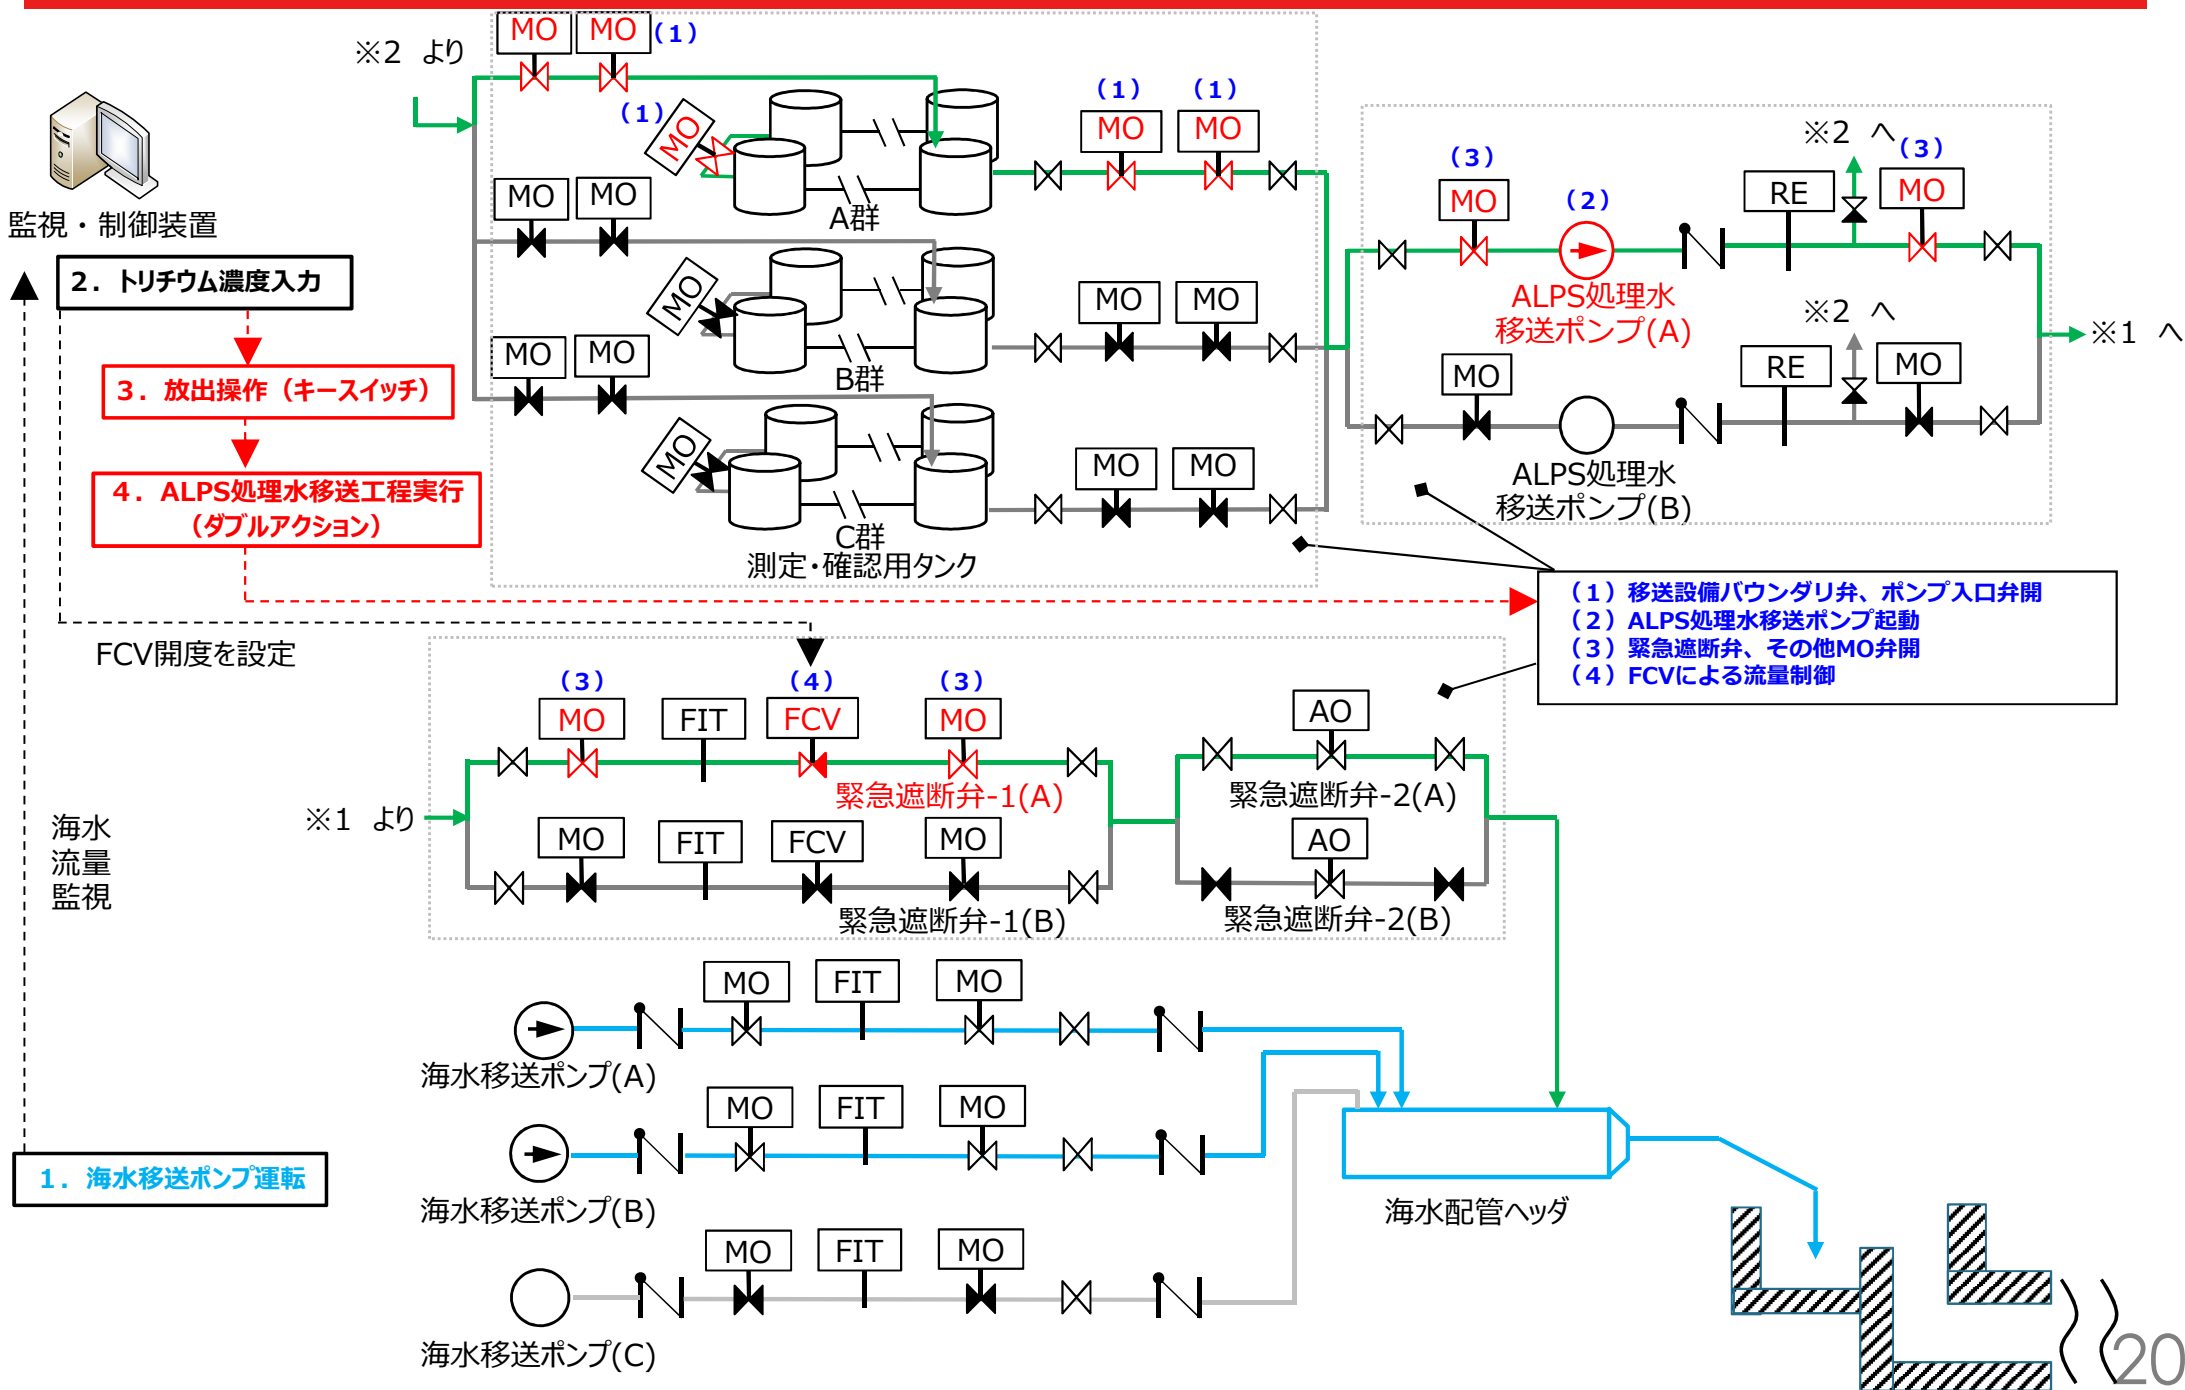 ※2 より
MO
MO
(1)
(1)
MO
MO
MO
A群
(1)
(1)
MO
MO
監視・制御装置
MO
MO
MO
MO
B群
MO
MO
MO
C群
測定・確認用タンク
MO
MO
(3)
MO
(2)
ALPS処理水
移送ポンプ(A)
RE
※2 へ
(3)
MO
MO
ALPS処理水
移送ポンプ(B)
RE
※2 へ
MO
※1 へ
2. トリチウム濃度入力
3. 放出操作(キースイッチ)
4. ALPS処理水移送工程実行
(ダブルアクション)
FCV開度を設定
(1)移送設備バウンダリ弁、ポンプ入口弁開
(2)ALPS処理水移送ポンプ起動
(3)緊急遮断弁、その他MO弁開
(4)FCVによる流量制御
※1 より
(3)
MO
FIT
(4)
FCV
(3)
MO
緊急遮断弁-1(A)
AO
緊急遮断弁-2(A)
MO
FIT
FCV
MO
緊急遮断弁-1(B)
AO
緊急遮断弁-2(B)
海水
流量
監視
MO
FIT
MO
海水移送ポンプ(A)
MO
FIT
MO
海水移送ポンプ(B)
MO
FIT
MO
海水移送ポンプ(C)
1. 海水移送ポンプ運転
海水配管ヘッダ
20